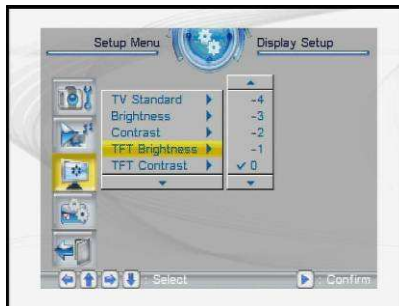 Setup Menu
Display Setup
TV Standard
Brightness
Contrast
TFT Brightness
TFT Contrast
-4
-3
-2
-1
0
: Select
: Confirm